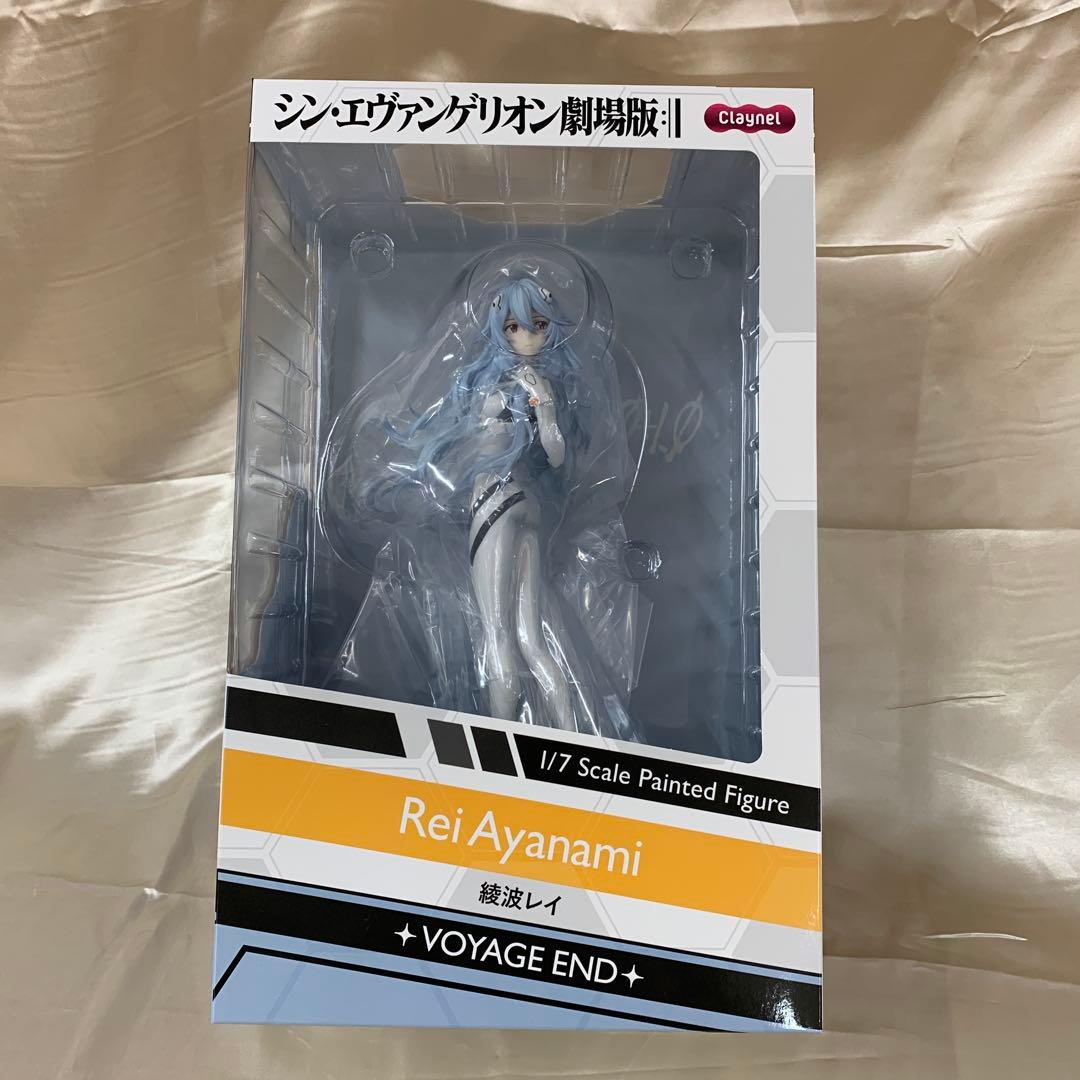 シン・エヴァンゲリオン劇場版:||
Claynel
1/7 Scale Painted Figure
Rei Ayanami
綾波レイ
VOYAGE END